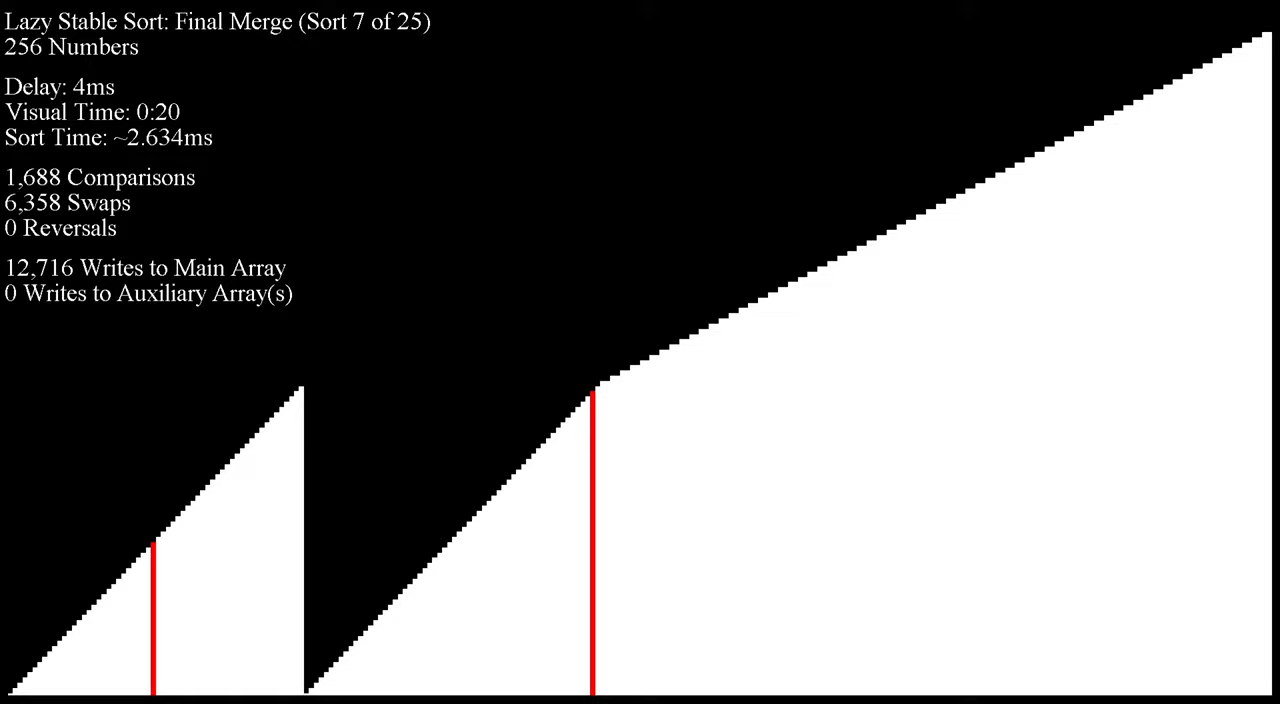 Lazy Stable Sort: Final Merge (Sort 7 of 25)
256 Numbers
Delay: 4ms
Visual Time: 0:20
Sort Time: ~2.634ms
1,688 Comparisons
6,358 Swaps
0 Reversals
12,716 Writes to Main Array
0 Writes to Auxiliary Array(s)